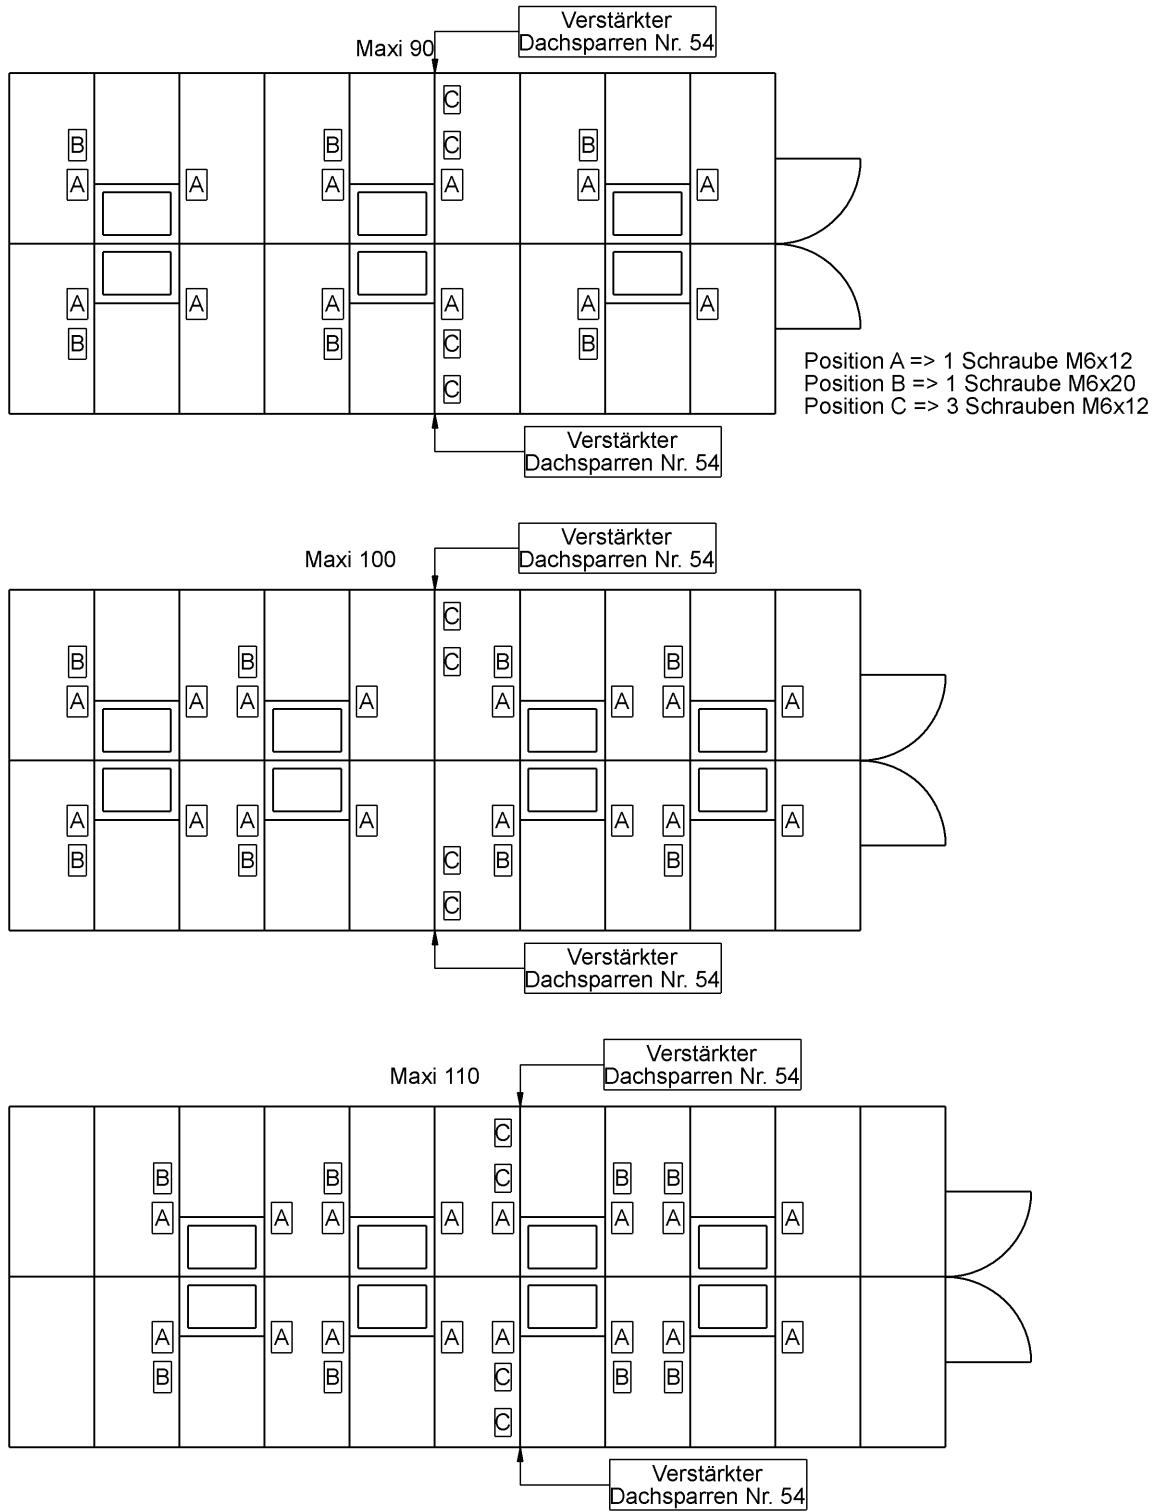 Verstärkter
Dachsparren Nr. 54
Maxi 90
C
B B C B
A A A A A A
A A A A A A
B B C B
C
Position A => 1 Schraube M6x12
Position B => 1 Schraube M6x20
Position C => 3 Schrauben M6x12
Verstärkter
Dachsparren Nr. 54
Verstärkter
Dachsparren Nr. 54
Maxi 100
C
B B C B B
A A A A A A A A
A A A A A A A A
B B C B B
C
Verstärkter
Dachsparren Nr. 54
Verstärkter
Dachsparren Nr. 54
Maxi 110
C
B B C B B
A A A A A A A A
A A A A A A A A
B B C B B
C
Verstärkter
Dachsparren Nr. 54